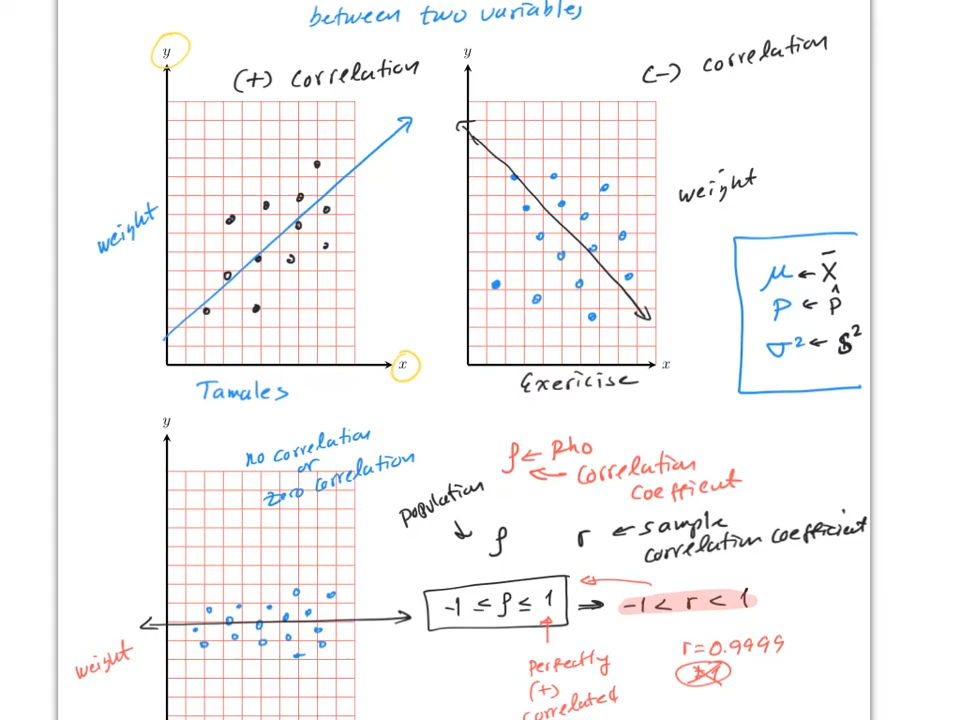 between two variables
y
(+) correlation
weight
x
Tamales
y
(-) correlation
weight
x
Exericise
μ ← X̄
P ← p̂
σ² ← S²
y
no correlation
or
zero correlation
weight
ρ ← Rho
← Correlation
coefficient
population
↓ ρ
r ← sample
correlation coefficient
-1 ≤ ρ ≤ 1 ⇒ -1 < r < 1
perfectly
(+)
correlated
r = 0.9999